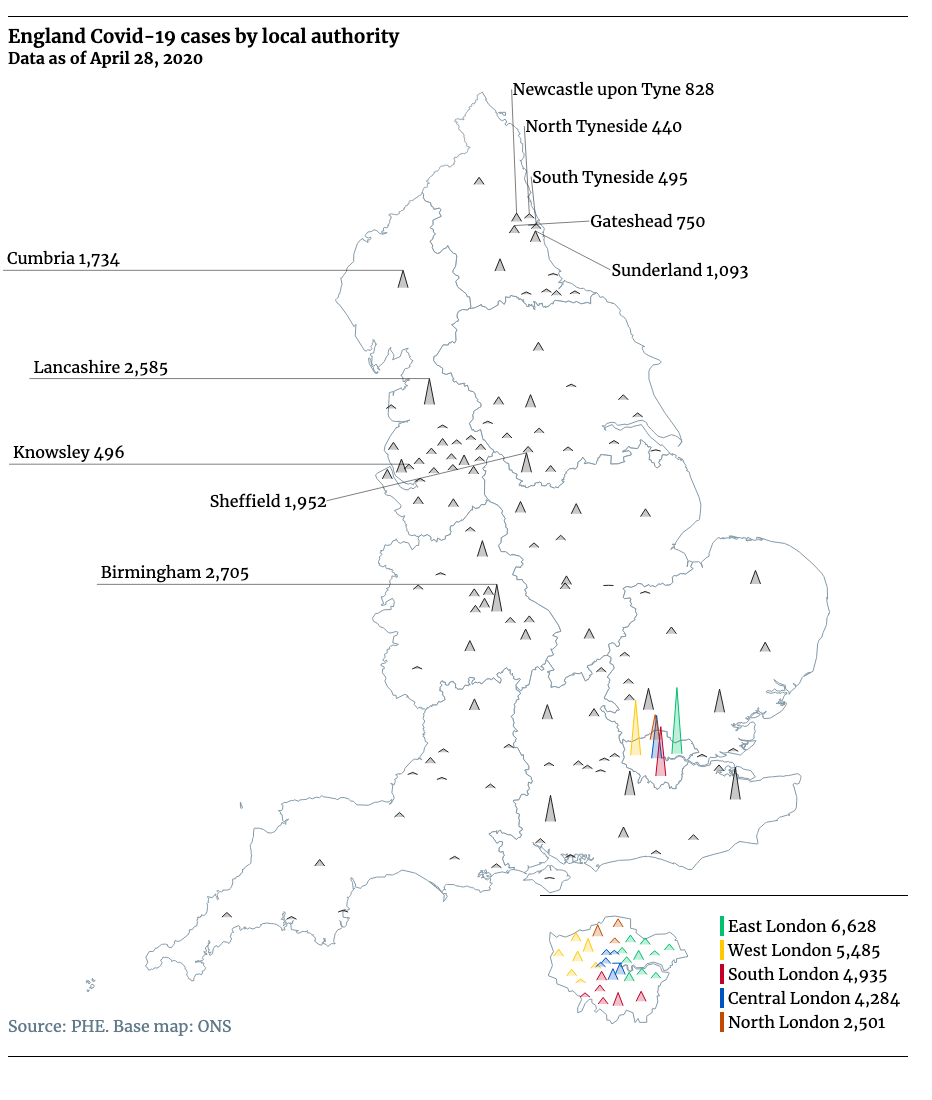 England Covid-19 cases by local authority
Data as of April 28, 2020
Newcastle upon Tyne 828
North Tyneside 440
South Tyneside 495
Gateshead 750
Cumbria 1,734
Sunderland 1,093
Lancashire 2,585
Knowsley 496
Sheffield 1,952
Birmingham 2,705
East London 6,628
West London 5,485
South London 4,935
Central London 4,284
North London 2,501
Source: PHE. Base map: ONS